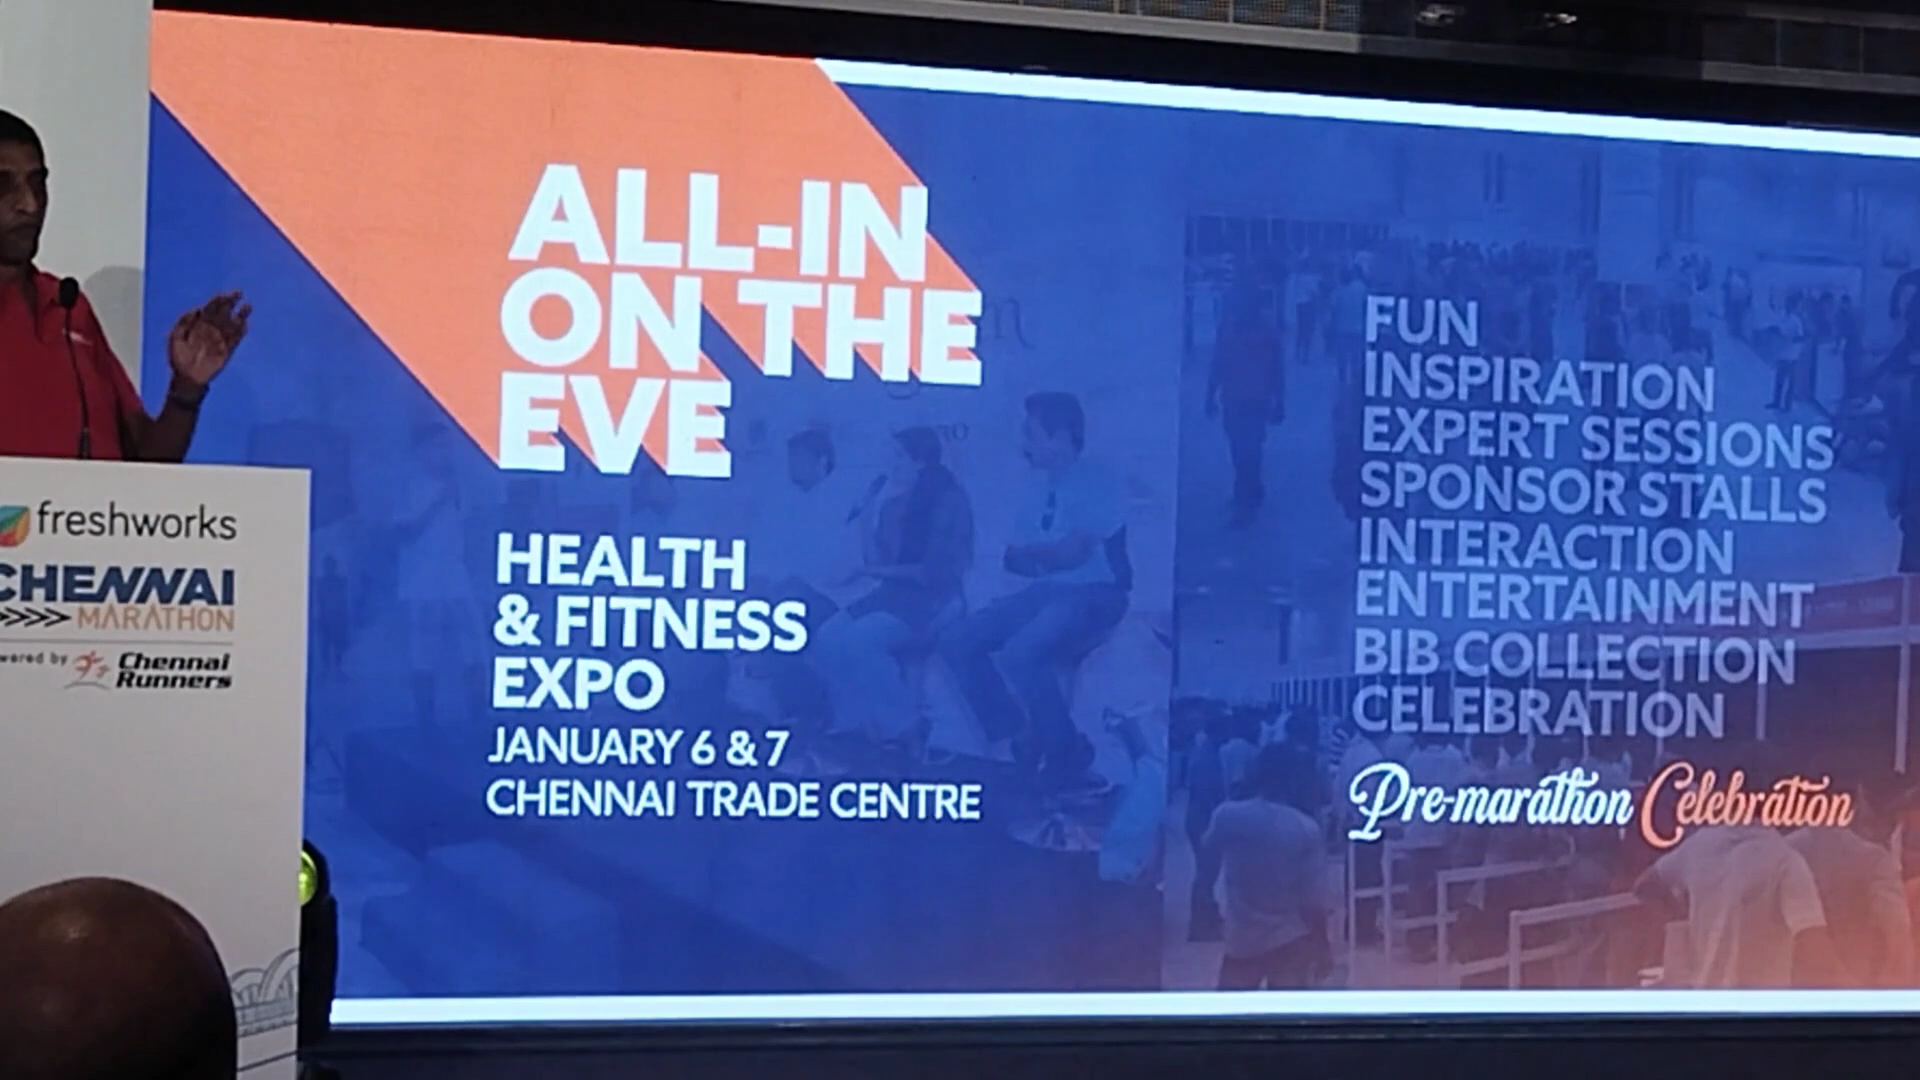 ALL-IN
ON THE
EVE
HEALTH
& FITNESS
EXPO
JANUARY 6 & 7
CHENNAI TRADE CENTRE
FUN
INSPIRATION
EXPERT SESSIONS
SPONSOR STALLS
INTERACTION
ENTERTAINMENT
BIB COLLECTION
CELEBRATION
Pre-marathon Celebration
freshworks
CHENNAI
MARATHON
by
Chennai
Runners